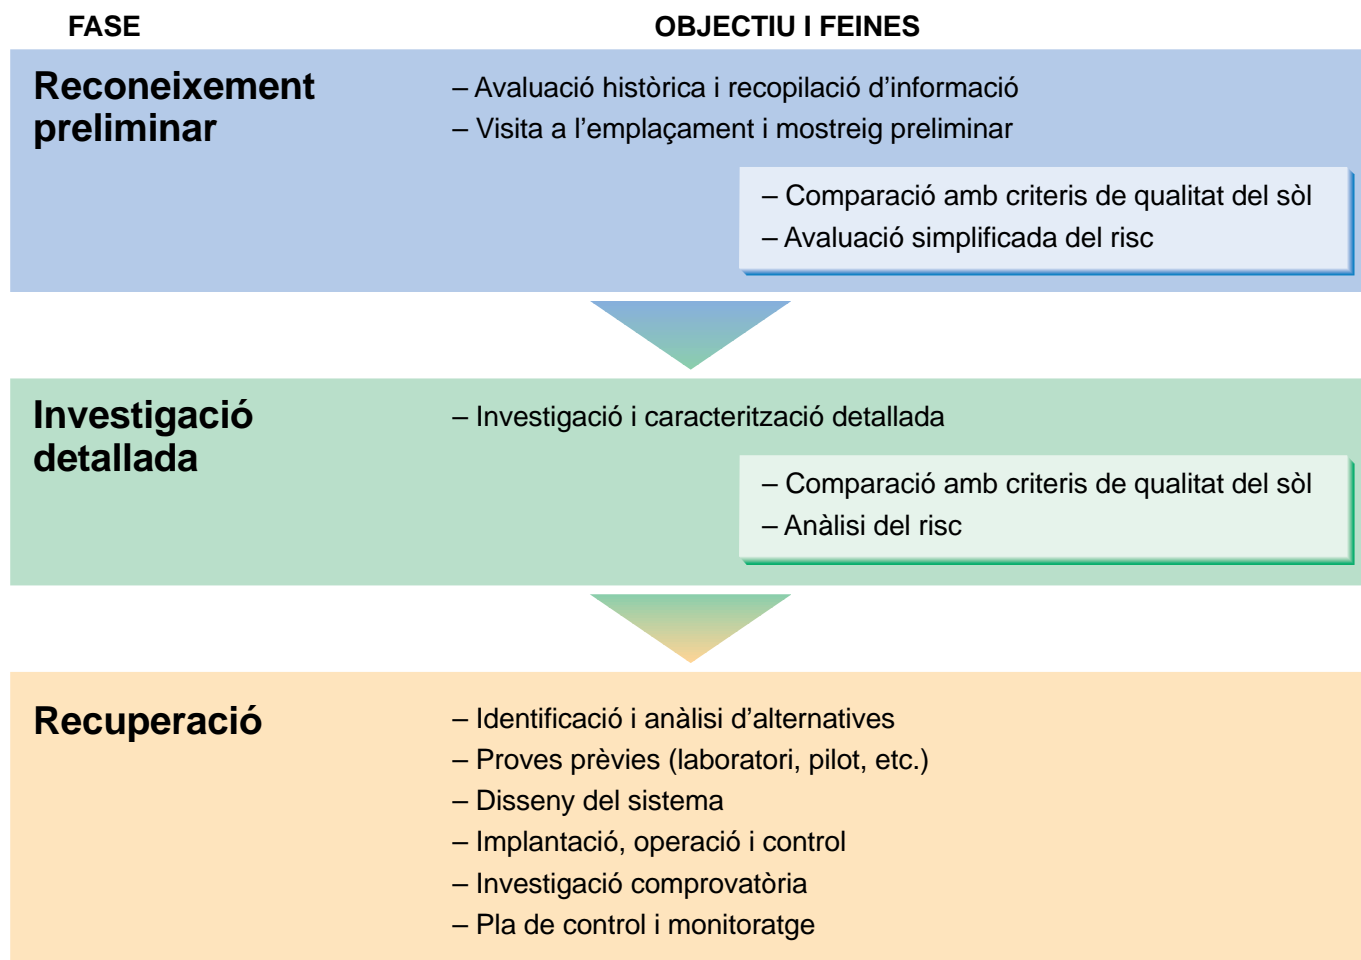 FASE
OBJECTIU I FEINES
Reconeixement
preliminar
– Avaluació històrica i recopilació d’informació
– Visita a l’emplaçament i mostreig preliminar
– Comparació amb criteris de qualitat del sòl
– Avaluació simplificada del risc
Investigació
detallada
– Investigació i caracterització detallada
– Comparació amb criteris de qualitat del sòl
– Anàlisi del risc
Recuperació
– Identificació i anàlisi d’alternatives
– Proves prèvies (laboratori, pilot, etc.)
– Disseny del sistema
– Implantació, operació i control
– Investigació comprovatòria
– Pla de control i monitoratge